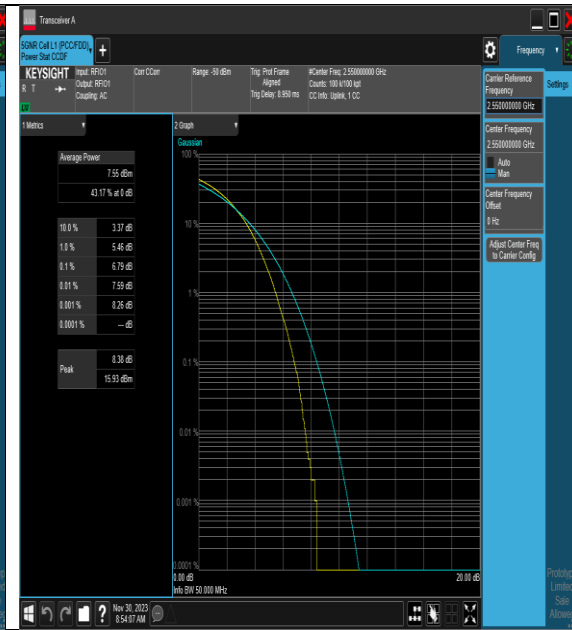 Transceiver A
5GNR Cell L1 (PCC/FDD)
Power Stat CCDF
+
Frequency
KEYSIGHT
R T
LV
Input: RFIO1
Output: RFIO1
Coupling: AC
Corr CCorr
Range: -50 dBm
Trig: Prot Frame
Aligned
Trig Delay: 8.950 ms
#Center Freq: 2.550000000 GHz
Counts: 100 k/100 kpt
CC Info: Uplink, 1 CC
Carrier Reference
Frequency
2.550000000 GHz
Settings
Center Frequency
2.550000000 GHz
Auto
Man
Center Frequency
Offset
0 Hz
Adjust Center Freq
to Carrier Config
1 Metrics
Average Power
7.55 dBm
43.17 % at 0 dB
10.0 % 3.37 dB
1.0 % 5.46 dB
0.1 % 6.79 dB
0.01 % 7.59 dB
0.001 % 8.26 dB
0.0001 % --- dB
Peak
8.38 dB
15.93 dBm
2 Graph
Gaussian
100 %
10 %
1 %
0.1 %
0.01 %
0.001 %
0.0001 %
0.00 dB
20.00 dB
Info BW 50.000 MHz
Nov 30, 2023
8:54:07 AM
?